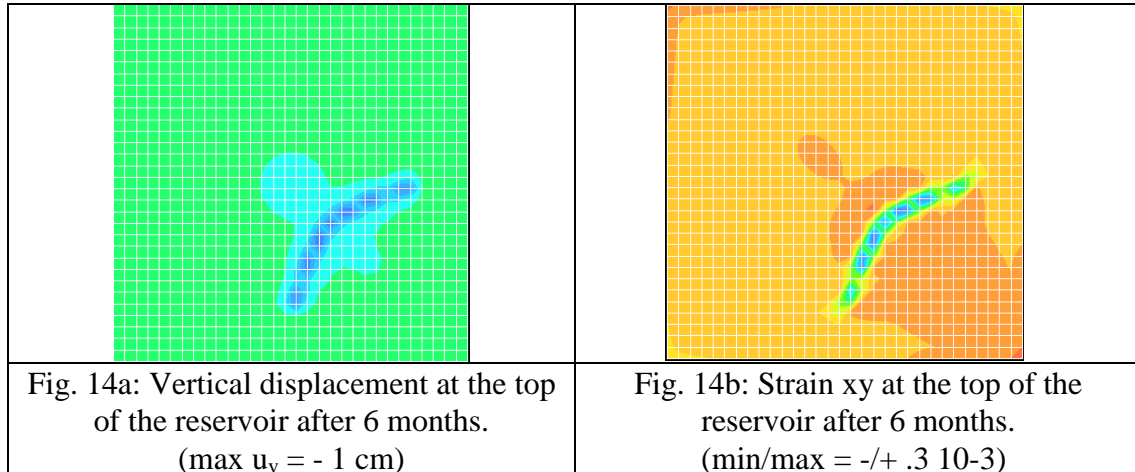 Fig. 14a: Vertical displacement at the top
of the reservoir after 6 months.
(max uᵥ = - 1 cm)
Fig. 14b: Strain xy at the top of the
reservoir after 6 months.
(min/max = -/+ .3 10-3)